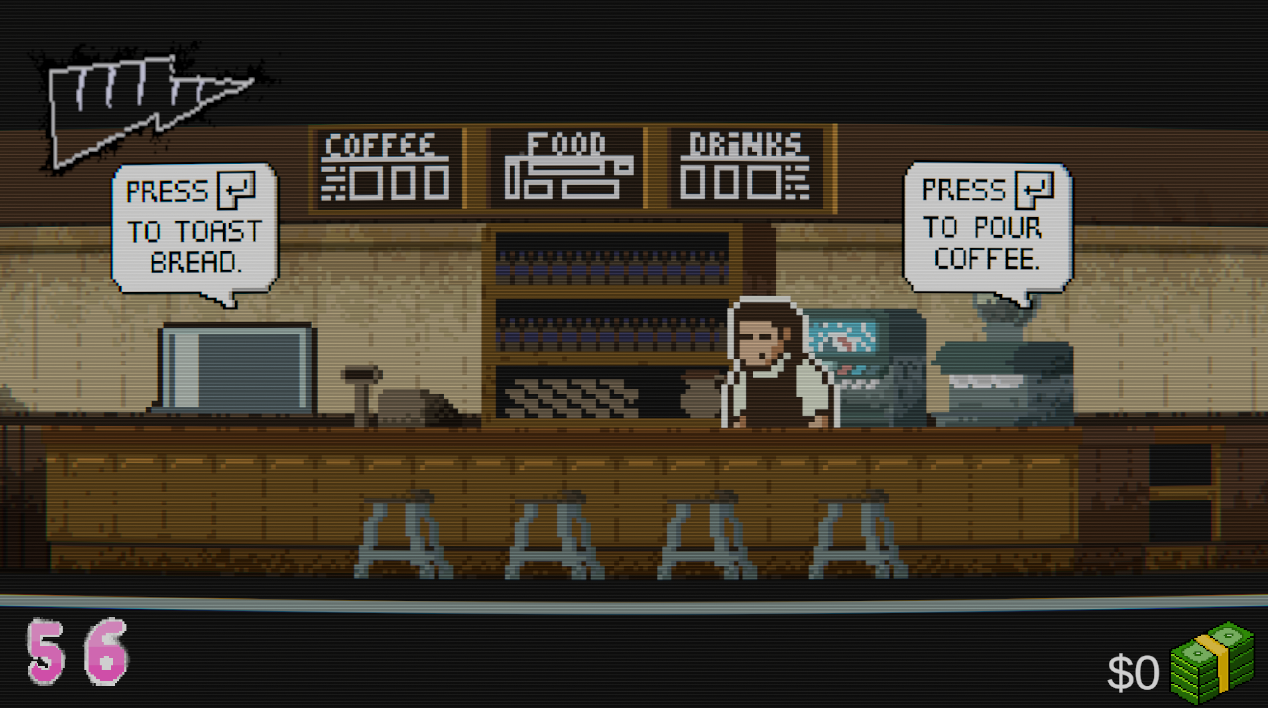 COFFEE
FOOD
DRiNKS
PRESS ↵
TO TOAST
BREAD.
PRESS ↵
TO POUR
COFFEE.
56
$0